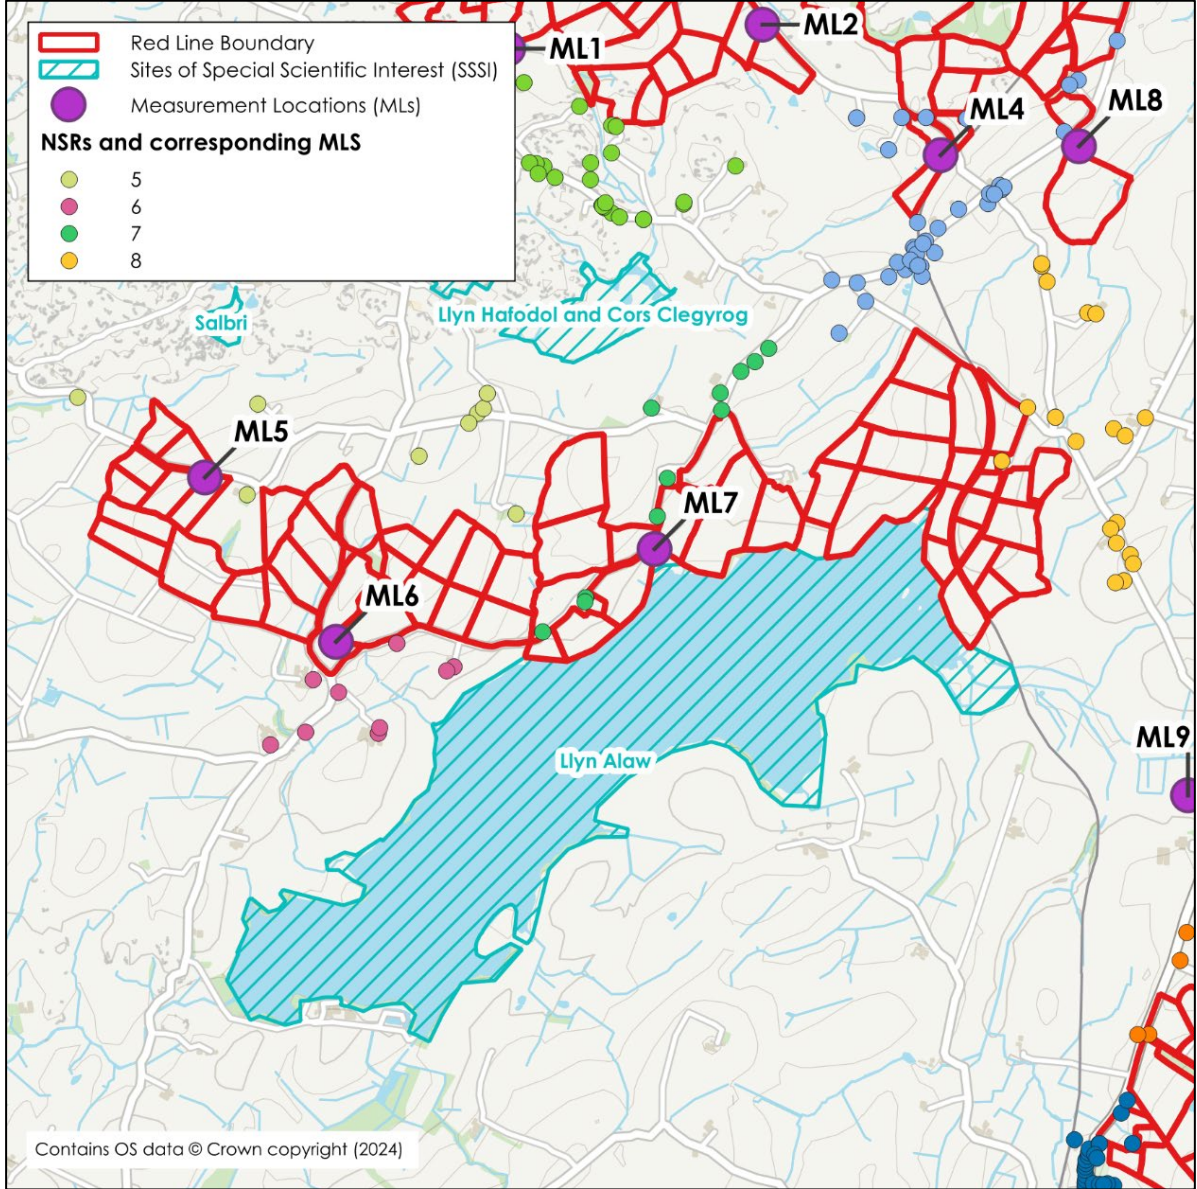 Red Line Boundary
Sites of Special Scientific Interest (SSSI)
Measurement Locations (MLs)
NSRs and corresponding MLS
5
6
7
8
ML1
ML2
ML4
ML8
Salbri
Llyn Hafodol and Cors Clegyrog
ML5
ML7
ML6
ML9
Llyn Alaw
Contains OS data © Crown copyright (2024)